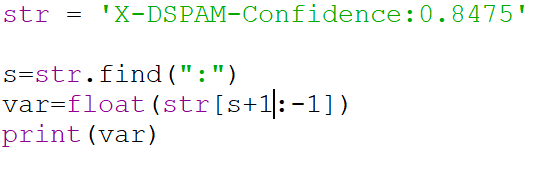 str = 'X-DSPAM-Confidence:0.8475'
s=str.find(":")
var=float(str[s+1:-1])
print(var)